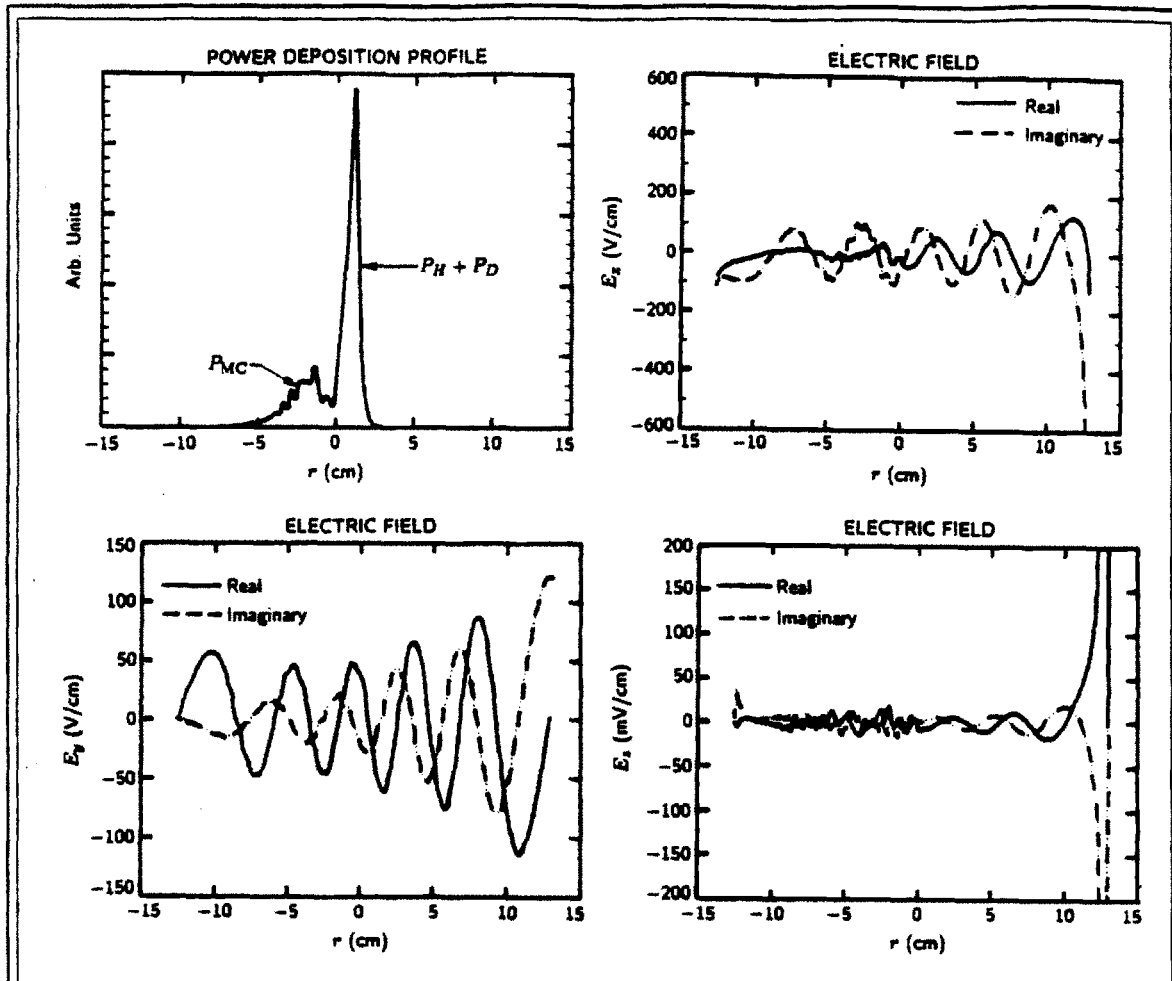 POWER DEPOSITION PROFILE
Arb. Units
P_H + P_D
P_MC
-15 -10 -5 0 5 10 15
r (cm)
ELECTRIC FIELD
600
400
200
0
-200
-400
-600
E_x (V/cm)
Real
Imaginary
-15 -10 -5 0 5 10 15
r (cm)
ELECTRIC FIELD
150
100
50
0
-50
-100
-150
E_y (V/cm)
Real
Imaginary
-15 -10 -5 0 5 10 15
r (cm)
ELECTRIC FIELD
200
150
100
50
0
-50
-100
-150
-200
E_z (mV/cm)
Real
Imaginary
-15 -10 -5 0 5 10 15
r (cm)